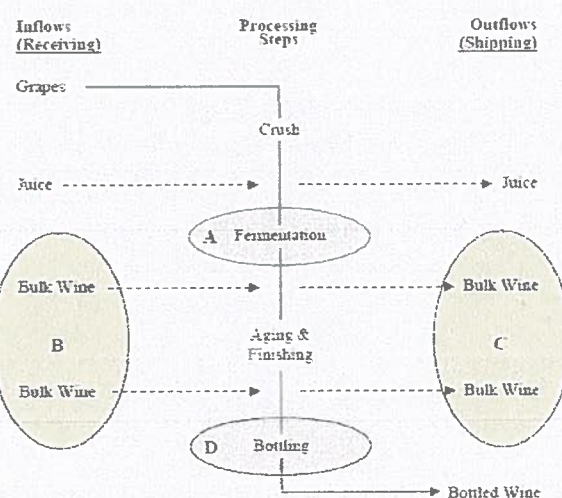 Inflows
(Receiving)
Processing
Steps
Outflows
(Shipping)
Grapes
Crush
Juice
Juice
A Fermentation
Bulk Wine
Bulk Wine
B
Aging &
Finishing
C
Bulk Wine
Bulk Wine
D Bottling
Bottled Wine